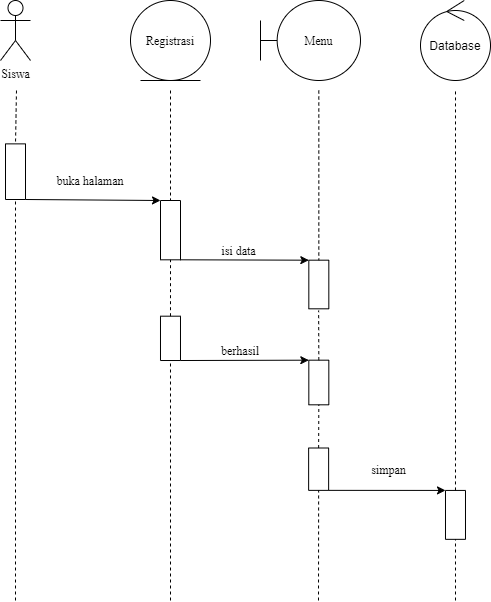 Siswa
Registrasi
Menu
Database
buka halaman
isi data
berhasil
simpan